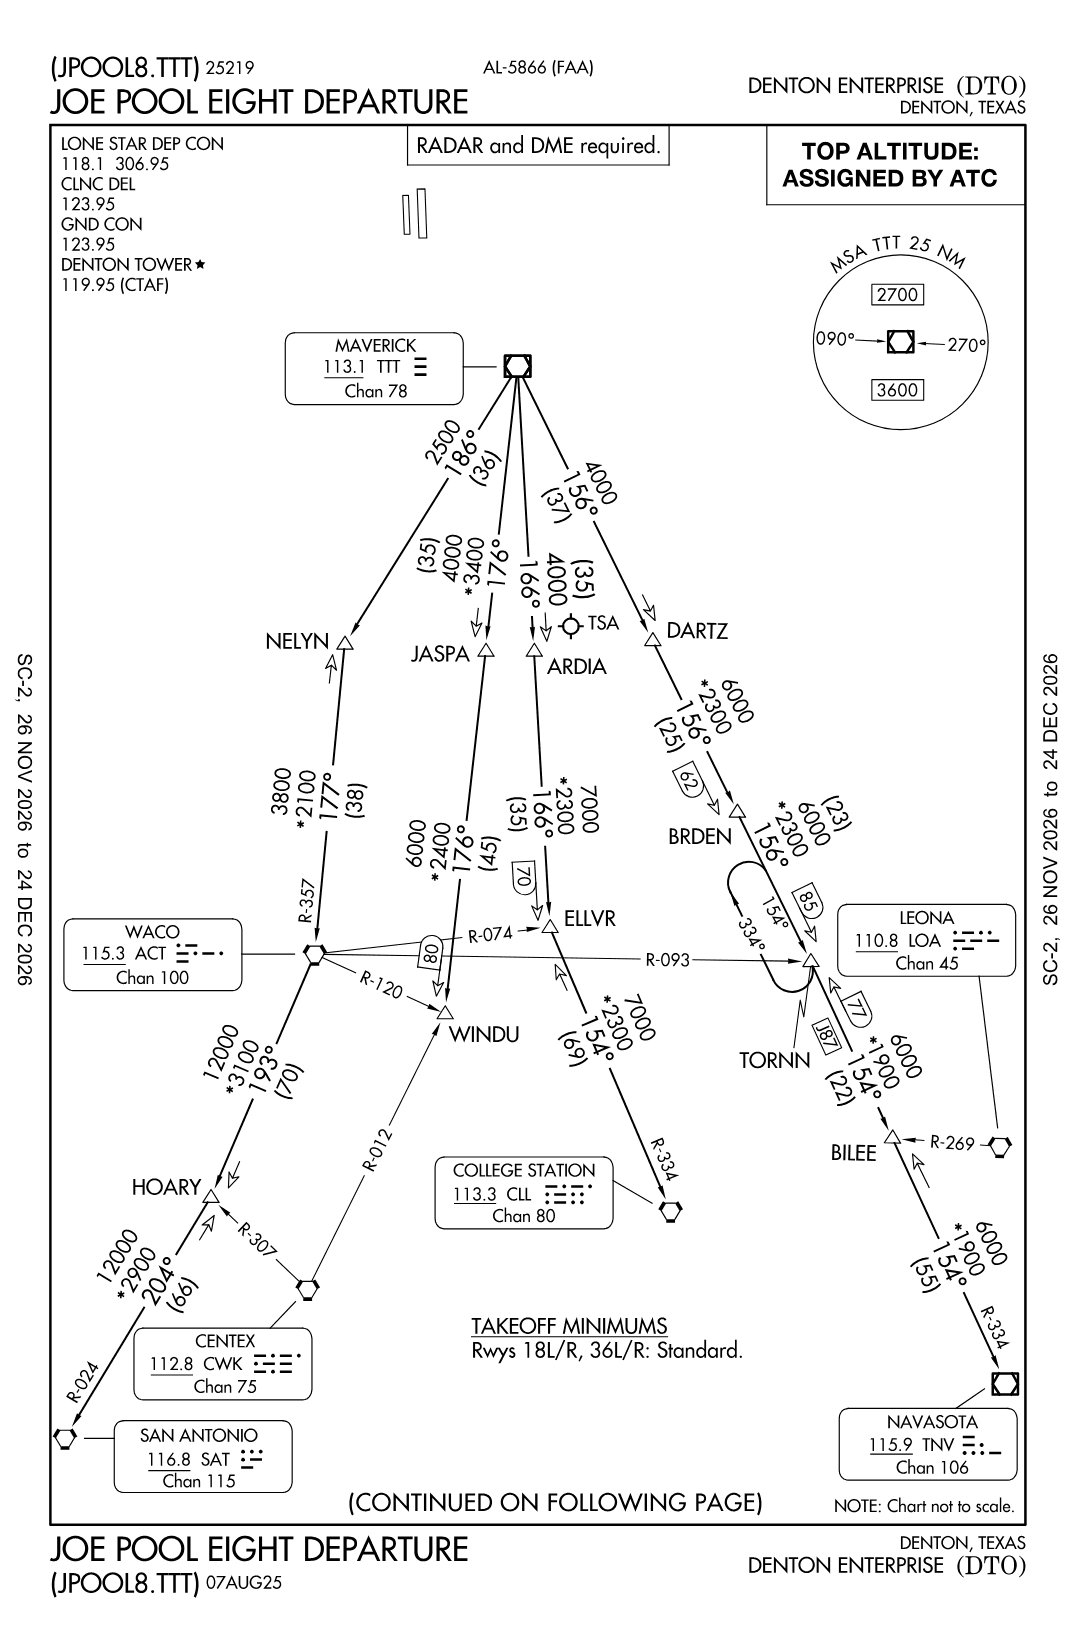 (JPOOL8.TTT) 25219
AL-5866 (FAA)
JOE POOL EIGHT DEPARTURE
DENTON ENTERPRISE (DTO)
DENTON, TEXAS
LONE STAR DEP CON
118.1 306.95
CLNC DEL
123.95
GND CON
123.95
DENTON TOWER★
119.95 (CTAF)
RADAR and DME required.
TOP ALTITUDE:
ASSIGNED BY ATC
MSA TTT 25 NM
2700
090°
270°
3600
MAVERICK
113.1 TTT
Chan 78
2500
186°
(36)
(35)
4000
*3400
176°
166°
4000
(35)
4000
156°
(37)
TSA
NELYN
JASPA
ARDIA
DARTZ
3800
*2100
177°
(38)
R-357
6000
*2400
176°
(45)
(35)
166°
*2300
7000
70
6000
*2300
156°
(25)
62
BRDEN
(23)
6000
*2300
156°
85
154°
334°
WACO
115.3 ACT
Chan 100
R-074
80
ELLVR
R-093
R-120
WINDU
LEONA
110.8 LOA
Chan 45
TORNN
77
J87
6000
*1900
154°
(22)
BILEE
R-269
12000
*3100
193°
(70)
7000
*2300
154°
(69)
R-334
R-012
COLLEGE STATION
113.3 CLL
Chan 80
HOARY
R-307
12000
*2900
204°
(66)
R-024
CENTEX
112.8 CWK
Chan 75
SAN ANTONIO
116.8 SAT
Chan 115
6000
*1900
154°
(55)
R-334
NAVASOTA
115.9 TNV
Chan 106
TAKEOFF MINIMUMS
Rwys 18L/R, 36L/R: Standard.
(CONTINUED ON FOLLOWING PAGE)
NOTE: Chart not to scale.
SC-2, 26 NOV 2026 to 24 DEC 2026
SC-2, 26 NOV 2026 to 24 DEC 2026
JOE POOL EIGHT DEPARTURE
(JPOOL8.TTT) 07AUG25
DENTON, TEXAS
DENTON ENTERPRISE (DTO)